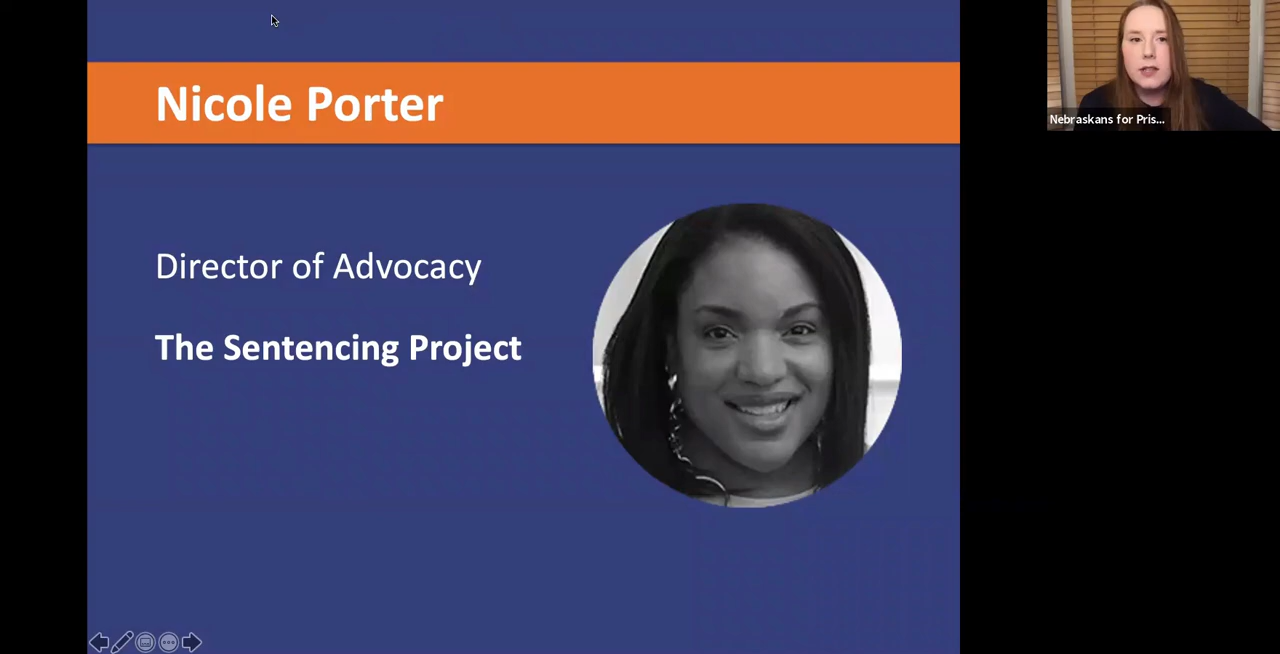 Nicole Porter
Nebraskans for Pris...
Director of Advocacy
The Sentencing Project